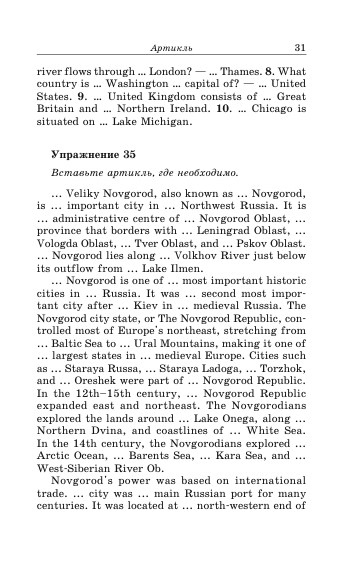 Артикль 31
river flows through ... London? — ... Thames. 8. What
country is ... Washington ... capital of? — ... United
States. 9. ... United Kingdom consists of ... Great
Britain and ... Northern Ireland. 10. ... Chicago is
situated on ... Lake Michigan.
Упражнение 35
Вставьте артикль, где необходимо.
... Veliky Novgorod, also known as ... Novgorod,
is ... important city in ... Northwest Russia. It is
... administrative centre of ... Novgorod Oblast, ...
province that borders with ... Leningrad Oblast, ...
Vologda Oblast, ... Tver Oblast, and ... Pskov Oblast.
... Novgorod lies along ... Volkhov River just below
its outflow from ... Lake Ilmen.
... Novgorod is one of ... most important historic
cities in ... Russia. It was ... second most impor-
tant city after ... Kiev in ... medieval Russia. The
Novgorod city state, or The Novgorod Republic, con-
trolled most of Europe's northeast, stretching from
... Baltic Sea to ... Ural Mountains, making it one of
... largest states in ... medieval Europe. Cities such
as ... Staraya Russa, ... Staraya Ladoga, ... Torzhok,
and ... Oreshek were part of ... Novgorod Republic.
In the 12th–15th century, ... Novgorod Republic
expanded east and northeast. The Novgorodians
explored the lands around ... Lake Onega, along ...
Northern Dvina, and coastlines of ... White Sea.
In the 14th century, the Novgorodians explored ...
Arctic Ocean, ... Barents Sea, ... Kara Sea, and ...
West-Siberian River Ob.
Novgorod's power was based on international
trade. ... city was ... main Russian port for many
centuries. It was located at ... north-western end of